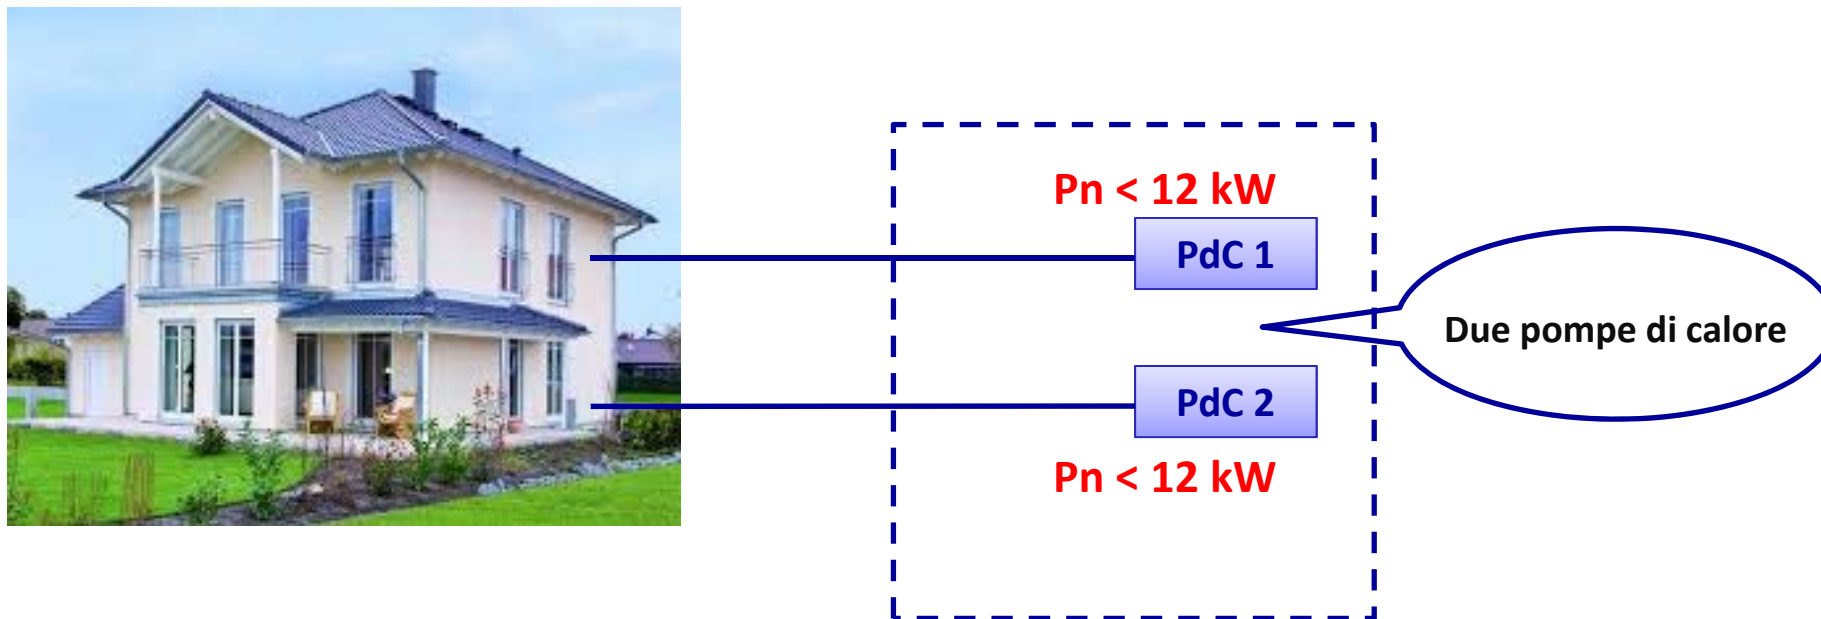 Pn < 12 kW
PdC 1
Due pompe di calore
PdC 2
Pn < 12 kW